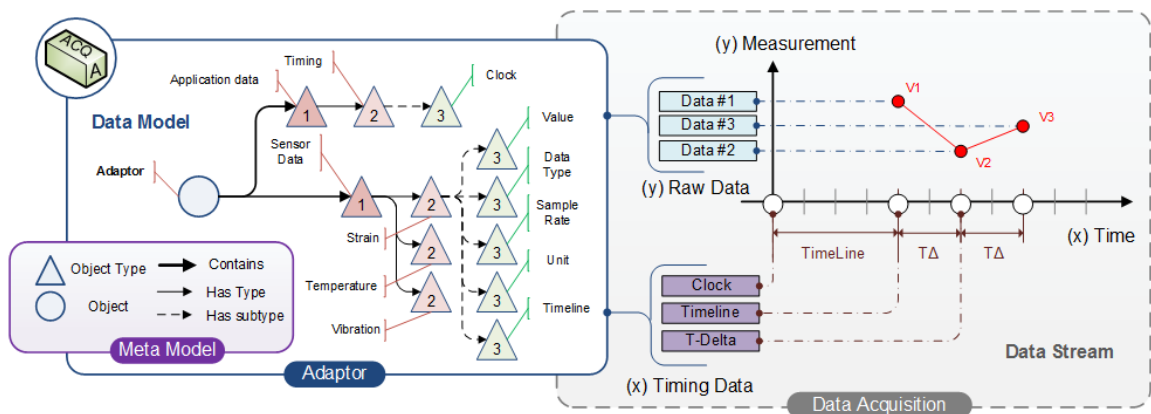 ACQ
A
Data Model
Application data
Timing
Clock
1
2
3
Value
Sensor
Data
Data
Type
3
Adaptor
1
2
3
Sample
Rate
Strain
2
3
Unit
Temperature
2
3
Timeline
Vibration
3
Object Type
Contains
Object
Has Type
Has subtype
Meta Model
Adaptor
(y) Measurement
Data #1
Data #3
Data #2
(y) Raw Data
V1
V3
V2
(x) Time
TimeLine
TΔ
TΔ
Clock
Timeline
T-Delta
(x) Timing Data
Data Stream
Data Acquisition